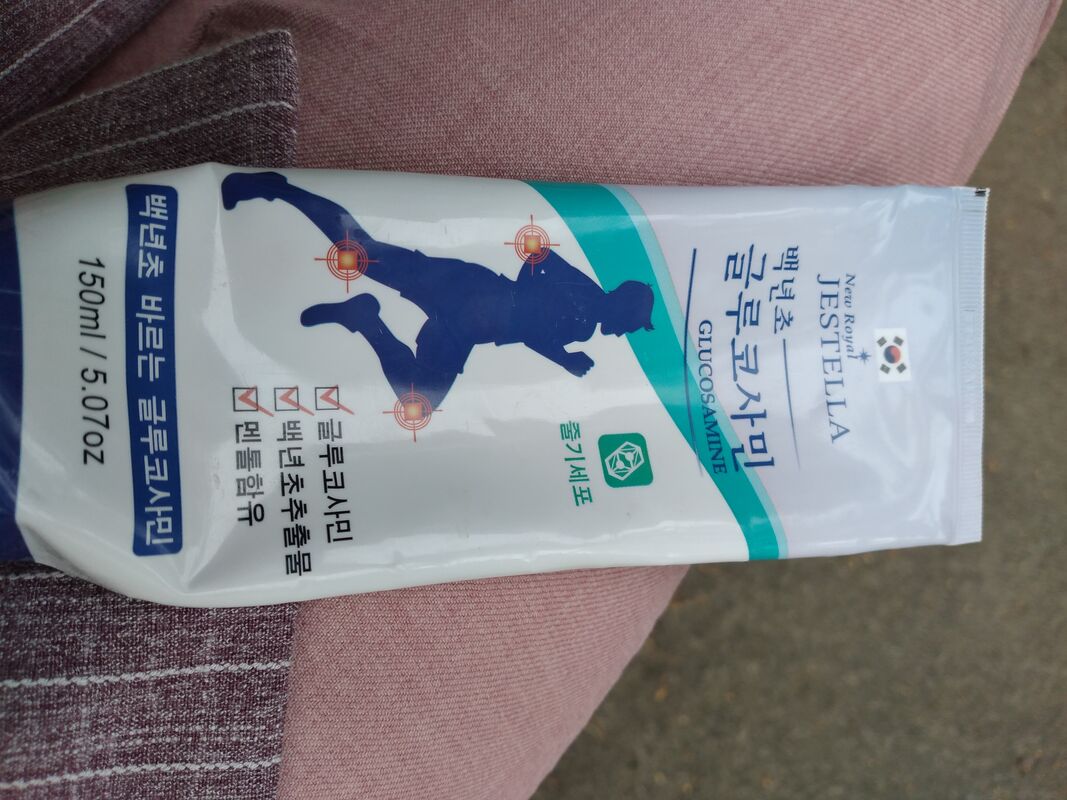 New Royal
JESTELLA
백년초
글루코사민
GLUCOSAMINE
줄기세포
글루코사민
백년초추출물
멘톨함유
백년초 바르는 글루코사민
150ml / 5.07oz